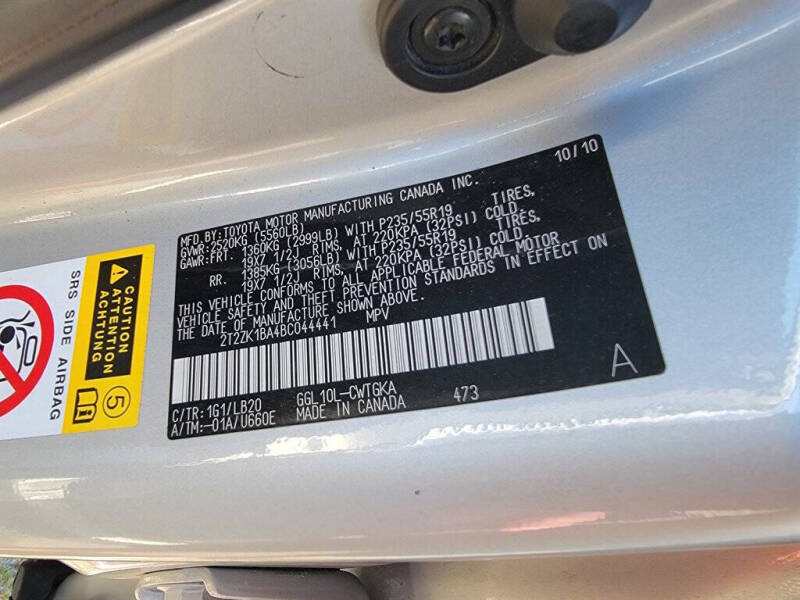 MFD.BY:TOYOTA MOTOR MANUFACTURING CANADA INC. 10/10
GVWR:2520KG (5560LB)
GAWR:FRT. 1360KG (2999LB) WITH P235/55R19 TIRES,
19X7 1/2J RIMS, AT 220KPA (32PSI) COLD.
RR. 1385KG (3056LB) WITH P235/55R19 TIRES,
19X7 1/2J RIMS, AT 220KPA (32PSI) COLD.
THIS VEHICLE CONFORMS TO ALL APPLICABLE FEDERAL MOTOR
VEHICLE SAFETY AND THEFT PREVENTION STANDARDS IN EFFECT ON
THE DATE OF MANUFACTURE SHOWN ABOVE.
2T2ZK1BA4BC044441 MPV
A
C/TR:1G1/LB20 GGL10L-CWTGKA 473
A/TM:-01A/U660E MADE IN CANADA
SRS SIDE AIRBAG
CAUTION
ATTENTION
ACHTUNG
5